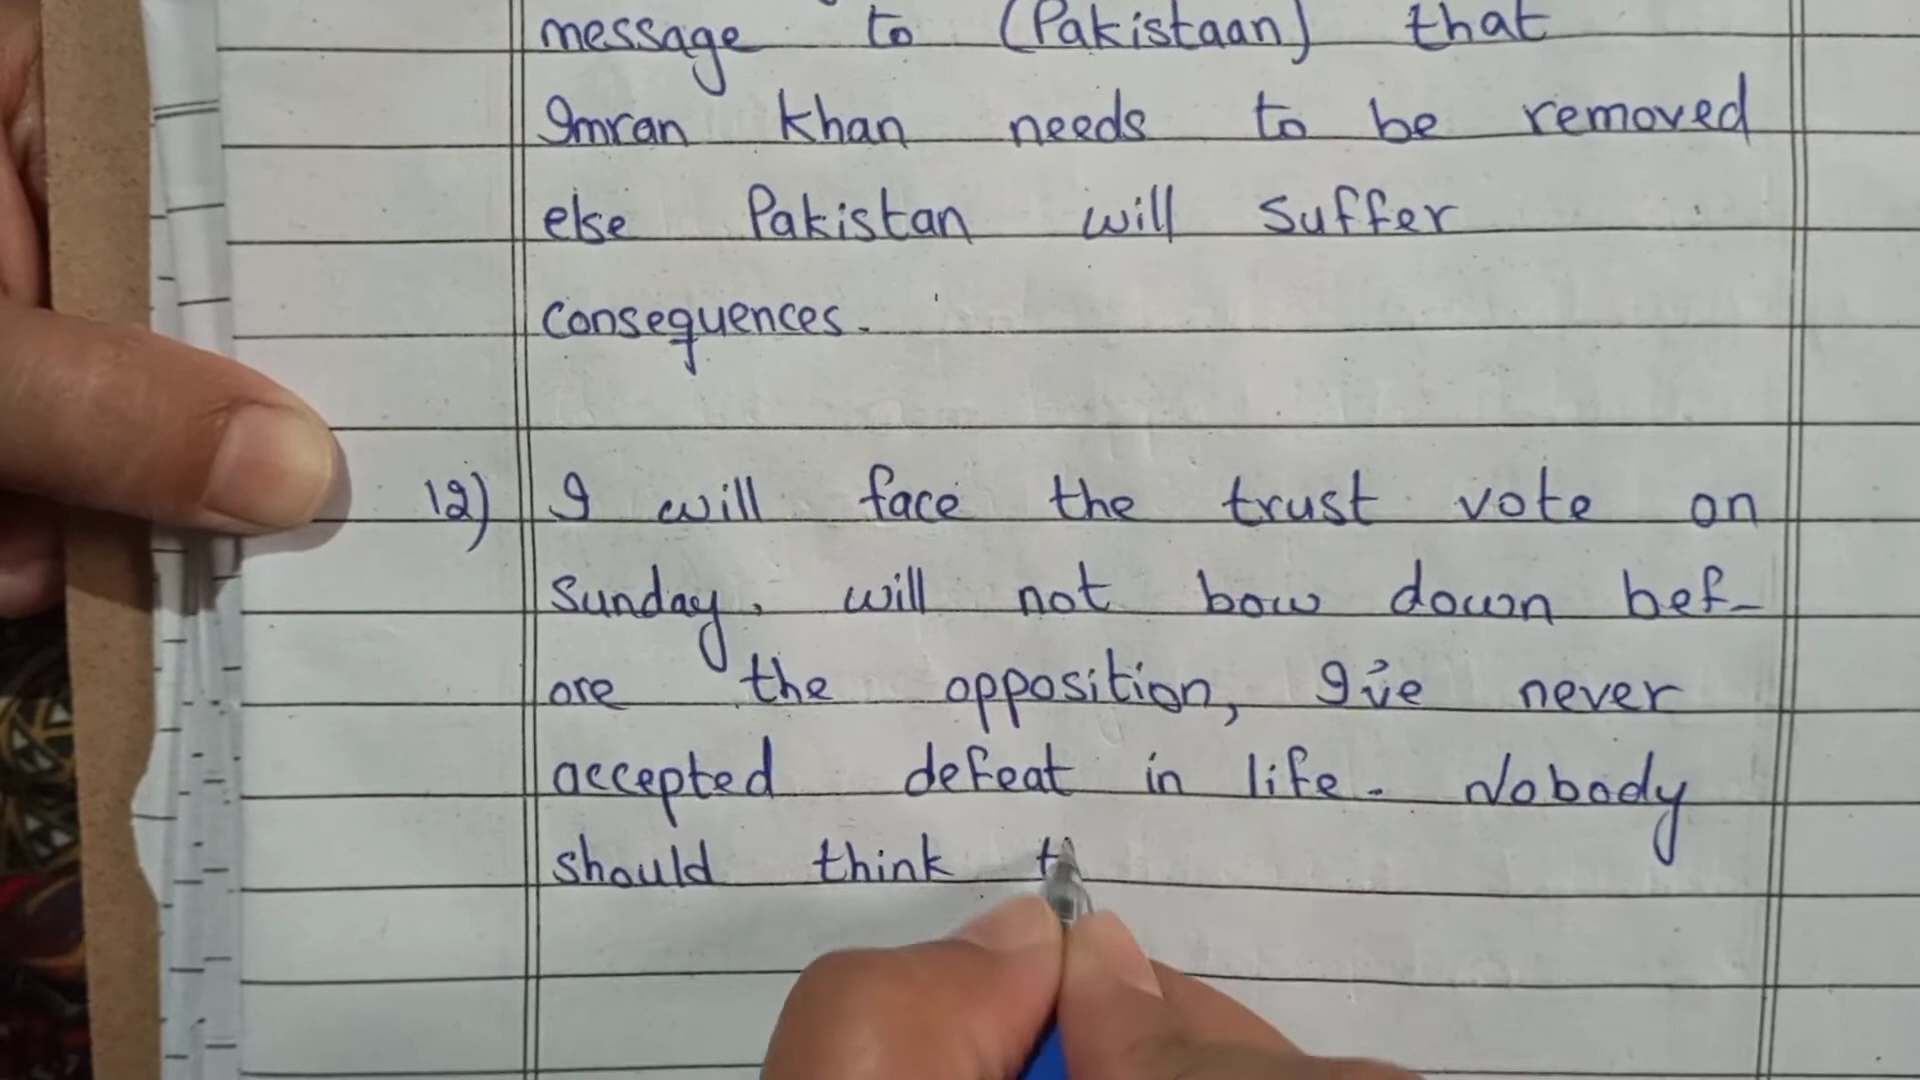 message to (Pakistaan) that
Imran khan needs to be removed
else Pakistan will suffer
consequences.
12) I will face the trust vote on
Sunday, will not bow down bef-
ore the opposition, I've never
accepted defeat in life. Nobody
should think